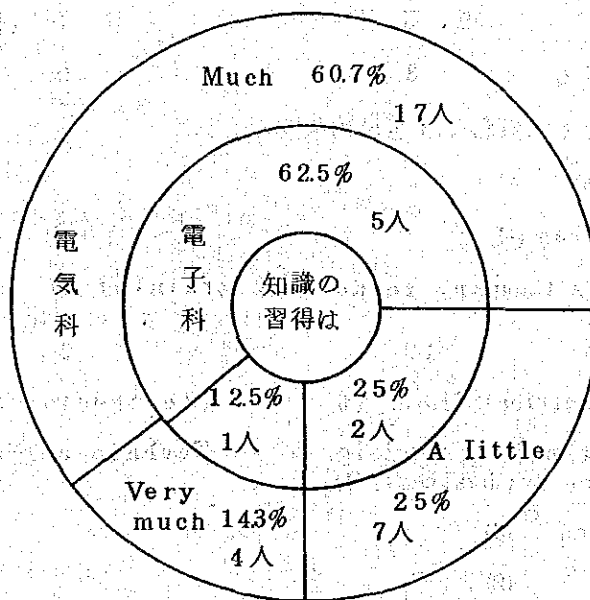 Much 60.7%
17人
62.5%
5人
電気科
電子科
知識の
習得は
12.5%
1人
25%
2人
A little
Very
much 14.3%
4人
25%
7人